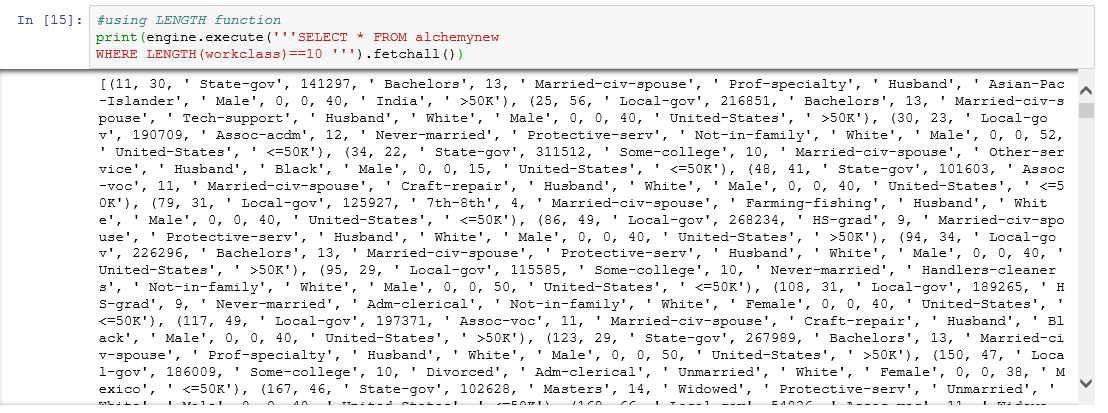 In [15]: #using LENGTH function
print(engine.execute('''SELECT * FROM alchemynew
WHERE LENGTH(workclass)==10 ''').fetchall())
[(11, 30, ' State-gov', 141297, ' Bachelors', 13, ' Married-civ-spouse', ' Prof-specialty', ' Husband', ' Asian-Pac
-Islander', ' Male', 0, 0, 40, ' India', ' >50K'), (25, 56, ' Local-gov', 216851, ' Bachelors', 13, ' Married-civ-s
pouse', ' Tech-support', ' Husband', ' White', ' Male', 0, 0, 40, ' United-States', ' >50K'), (30, 23, ' Local-go
v', 190709, ' Assoc-acdm', 12, ' Never-married', ' Protective-serv', ' Not-in-family', ' White', ' Male', 0, 0, 52,
' United-States', ' <=50K'), (34, 22, ' State-gov', 311512, ' Some-college', 10, ' Married-civ-spouse', ' Other-ser
vice', ' Husband', ' Black', ' Male', 0, 0, 15, ' United-States', ' <=50K'), (48, 41, ' State-gov', 101603, ' Assoc
-voc', 11, ' Married-civ-spouse', ' Craft-repair', ' Husband', ' White', ' Male', 0, 0, 40, ' United-States', ' <=5
0K'), (79, 31, ' Local-gov', 125927, ' 7th-8th', 4, ' Married-civ-spouse', ' Farming-fishing', ' Husband', ' Whit
e', ' Male', 0, 0, 40, ' United-States', ' <=50K'), (86, 49, ' Local-gov', 268234, ' HS-grad', 9, ' Married-civ-spo
use', ' Protective-serv', ' Husband', ' White', ' Male', 0, 0, 40, ' United-States', ' >50K'), (94, 34, ' Local-go
v', 226296, ' Bachelors', 13, ' Married-civ-spouse', ' Protective-serv', ' Husband', ' White', ' Male', 0, 0, 40, '
United-States', ' >50K'), (95, 29, ' Local-gov', 115585, ' Some-college', 10, ' Never-married', ' Handlers-cleaner
s', ' Not-in-family', ' White', ' Male', 0, 0, 50, ' United-States', ' <=50K'), (108, 31, ' Local-gov', 189265, ' H
S-grad', 9, ' Never-married', ' Adm-clerical', ' Not-in-family', ' White', ' Female', 0, 0, 40, ' United-States', '
<=50K'), (117, 49, ' Local-gov', 197371, ' Assoc-voc', 11, ' Married-civ-spouse', ' Craft-repair', ' Husband', ' Bl
ack', ' Male', 0, 0, 40, ' United-States', ' >50K'), (123, 29, ' State-gov', 267989, ' Bachelors', 13, ' Married-ci
v-spouse', ' Prof-specialty', ' Husband', ' White', ' Male', 0, 0, 50, ' United-States', ' >50K'), (150, 47, ' Loca
l-gov', 186009, ' Some-college', 10, ' Divorced', ' Adm-clerical', ' Unmarried', ' White', ' Female', 0, 0, 38, ' M
exico', ' <=50K'), (167, 46, ' State-gov', 102628, ' Masters', 14, ' Widowed', ' Protective-serv', ' Unmarried', '